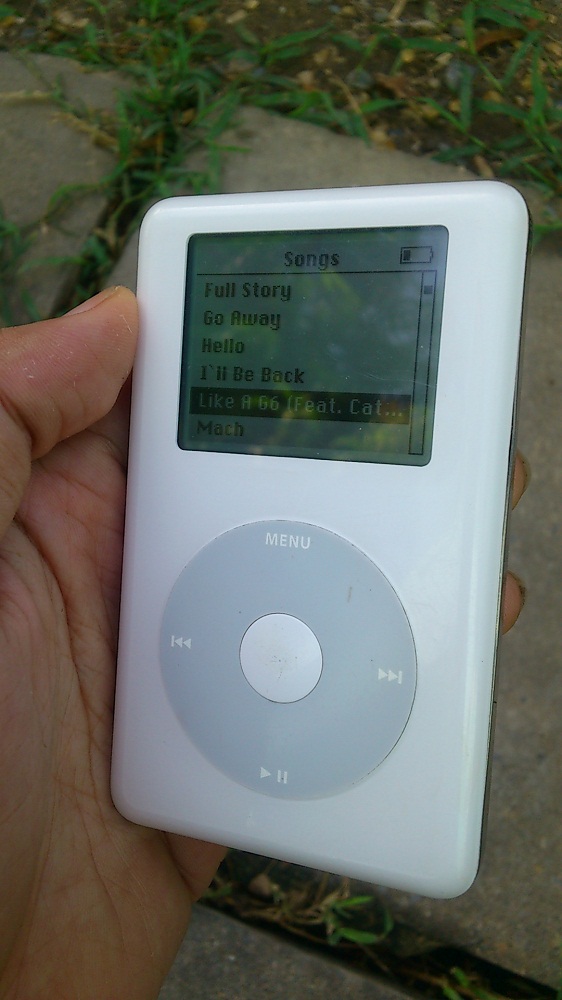 Songs
Full Story
Go Away
Hello
I`ll Be Back
Like A G6 (Feat. Cat...
Mach
MENU